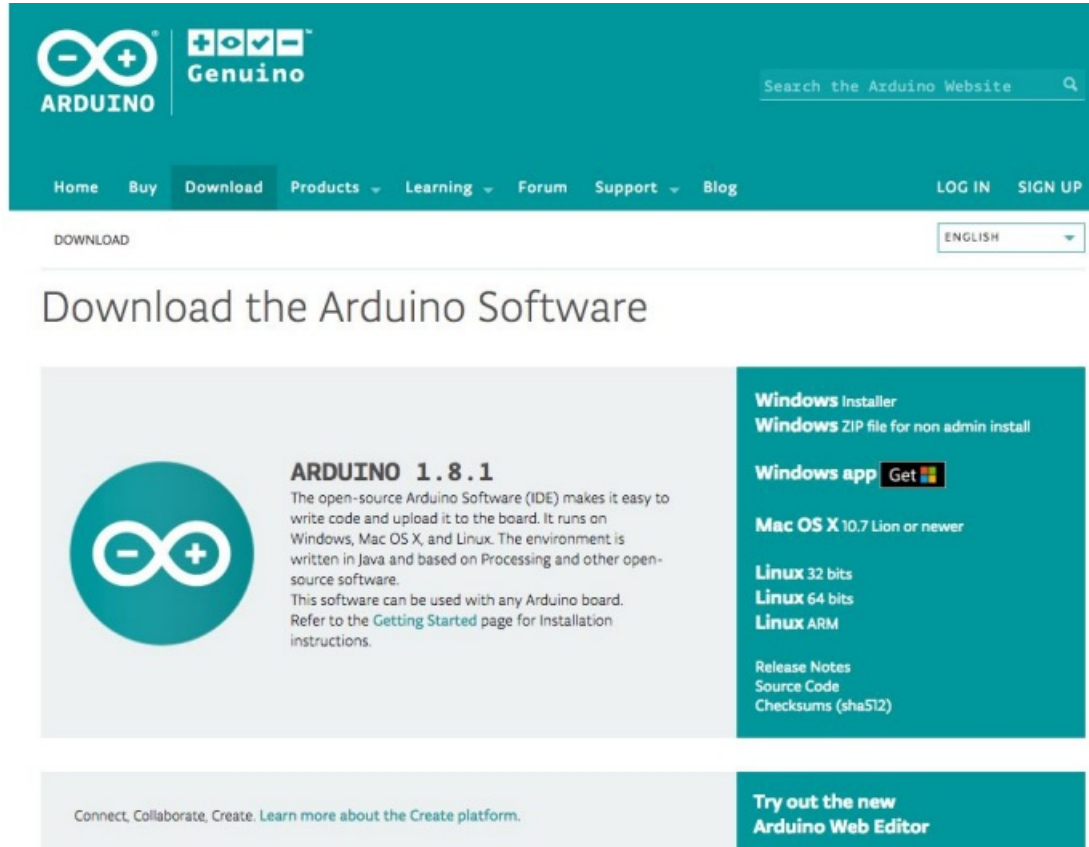 ARDUINO
Genuino
Search the Arduino Website
Home Buy Download Products Learning Forum Support Blog LOG IN SIGN UP
DOWNLOAD
ENGLISH
Download the Arduino Software
ARDUINO 1.8.1
The open-source Arduino Software (IDE) makes it easy to
write code and upload it to the board. It runs on
Windows, Mac OS X, and Linux. The environment is
written in Java and based on Processing and other open-
source software.
This software can be used with any Arduino board.
Refer to the Getting Started page for Installation
instructions.
Windows Installer
Windows ZIP file for non admin install
Windows app Get
Mac OS X 10.7 Lion or newer
Linux 32 bits
Linux 64 bits
Linux ARM
Release Notes
Source Code
Checksums (sha512)
Connect, Collaborate, Create. Learn more about the Create platform.
Try out the new
Arduino Web Editor